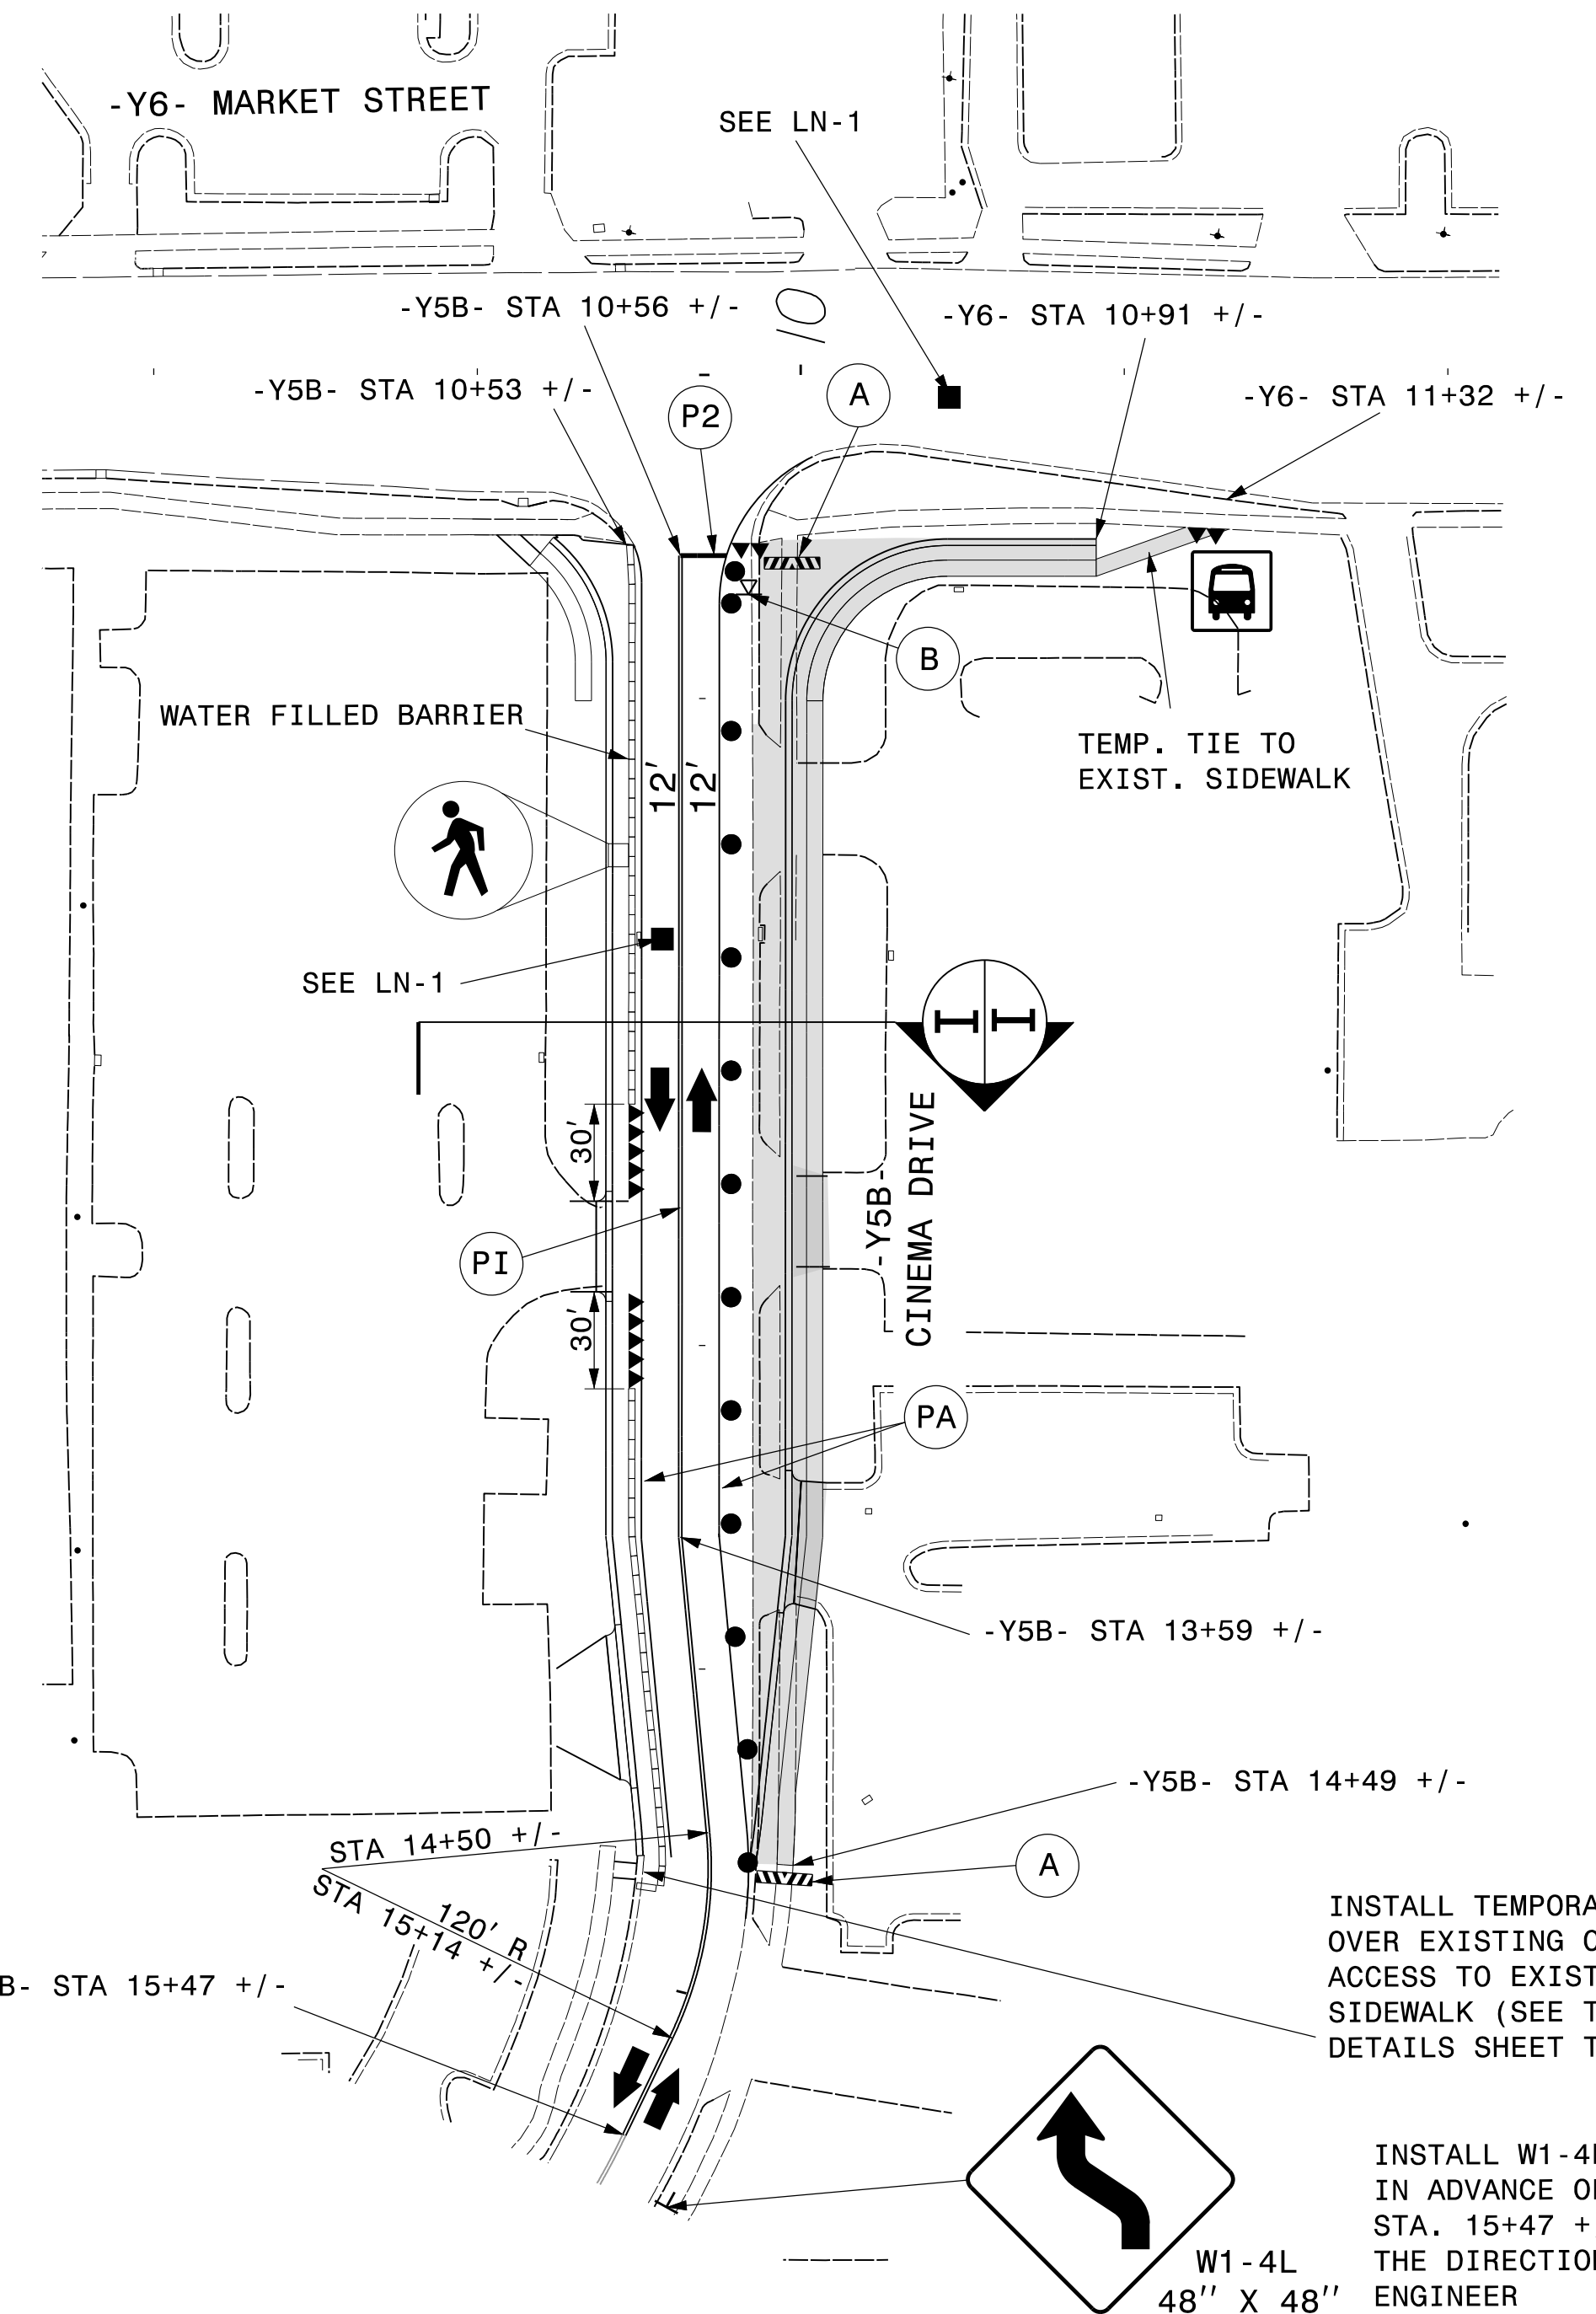 -Y6- MARKET STREET
SEE LN-1
-Y5B- STA 10+56 +/-
10
-Y6- STA 10+91 +/-
-Y5B- STA 10+53 +/-
P2
A
-Y6- STA 11+32 +/-
B
WATER FILLED BARRIER
12'
12'
TEMP. TIE TO
EXIST. SIDEWALK
SEE LN-1
30'
-Y5B-
CINEMA DRIVE
PI
30'
PA
-Y5B- STA 13+59 +/-
-Y5B- STA 14+49 +/-
STA 14+50 +/-
A
STA 15+14 +/-
120' R
B- STA 15+47 +/-
INSTALL TEMPORA
OVER EXISTING C
ACCESS TO EXIST
SIDEWALK (SEE T
DETAILS SHEET T
INSTALL W1-4
IN ADVANCE O
STA. 15+47 +
THE DIRECTIO
ENGINEER
W1-4L
48" X 48"